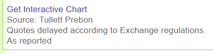 Get Interactive Chart
Source: Tullett Prebon
Quotes delayed according to Exchange regulations.
As reported